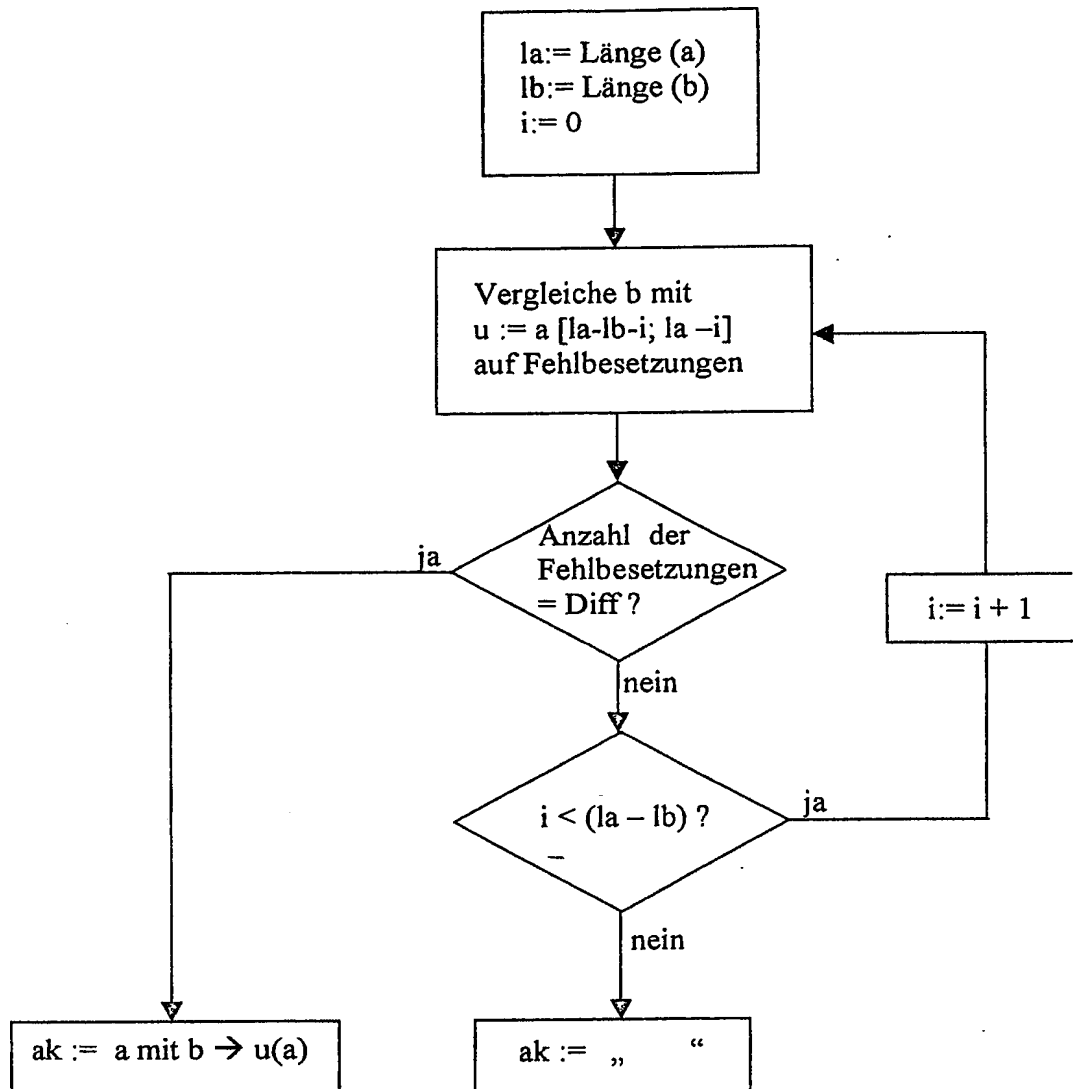 la:= Länge (a)
lb:= Länge (b)
i:= 0
Vergleiche b mit
u := a [la-lb-i; la –i]
auf Fehlbesetzungen
Anzahl der
Fehlbesetzungen
= Diff ?
ja
i:= i + 1
nein
i < (la – lb) ?
ja
nein
ak := a mit b → u(a)
ak := „ “